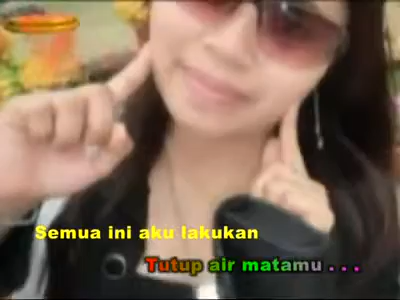 Semua ini aku lakukan
Tutup air matamu . . .